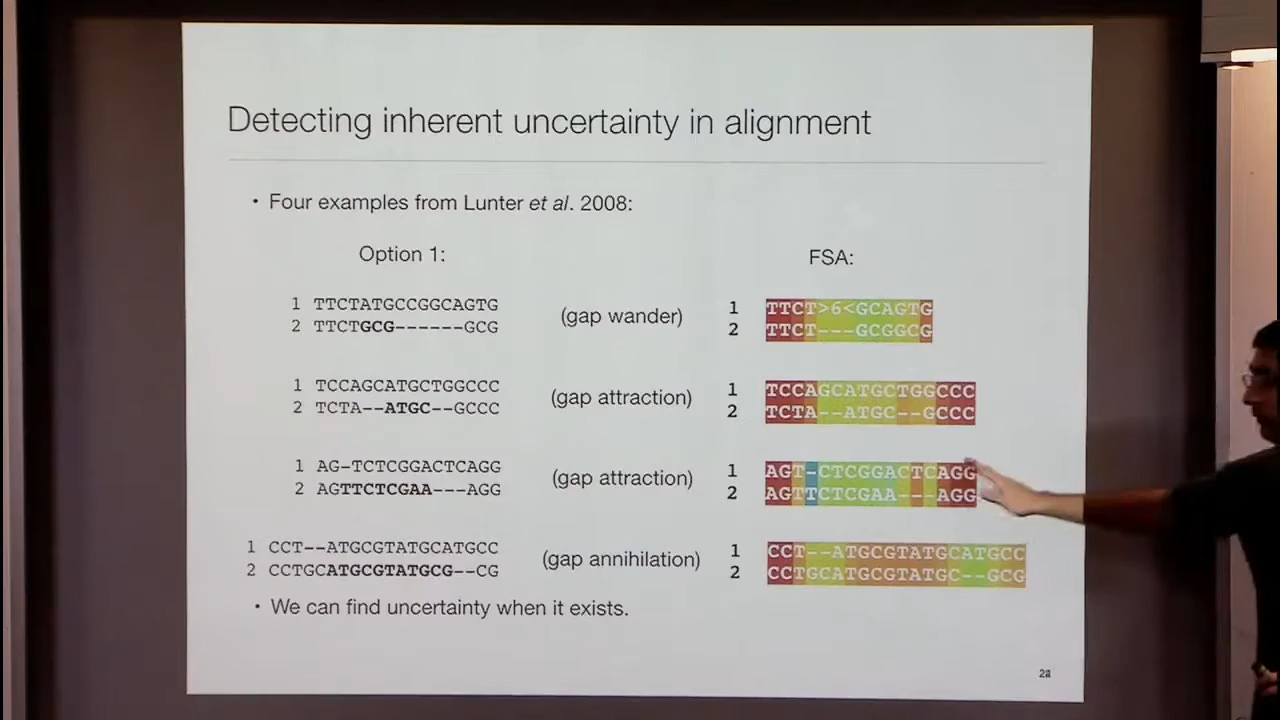 Detecting inherent uncertainty in alignment
• Four examples from Lunter et al. 2008:
Option 1:
FSA:
1 TTCTATGCCGGCAGTG
2 TTCTGCG------GCG
(gap wander)
1 TTCT>6<GCAGTG
2 TTCT---GCGGCG
1 TCCAGCATGCTGGCCC
2 TCTA--ATGC--GCCC
(gap attraction)
1 TCCAGCATGCTGGCCC
2 TCTA--ATGC--GCCC
1 AG-TCTCGGACTCAGG
2 AGTTCTCGAA---AGG
(gap attraction)
1 AGT-CTCGGACTCAGG
2 AGTTCTCGAA---AGG
1 CCT--ATGCGTATGCATGCC
2 CCTGCATGCGTATGCG--CG
(gap annihilation)
1 CCT--ATGCGTATGCATGCC
2 CCTGCATGCGTATGC--GCG
• We can find uncertainty when it exists.